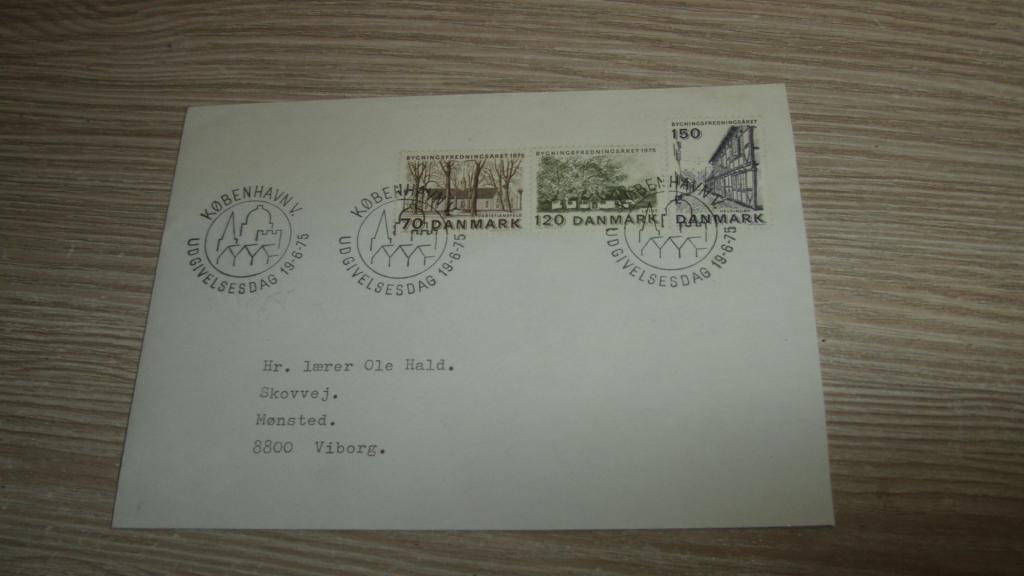 BYGNINGSFREDNINGSÅRET 1975
70 DANMARK
BYGNINGSFREDNINGSÅRET 1975
120 DANMARK
BYGNINGSFREDNINGSÅRET
150
DANMARK
KØBENHAVN V.
UDGIVELSESDAG 19-6-75
KØBENHAVN V.
UDGIVELSESDAG 19-6-75
KØBENHAVN V.
UDGIVELSESDAG 19-6-75
Hr. lærer Ole Hald.
Skovvej.
Mønsted.
8800 Viborg.